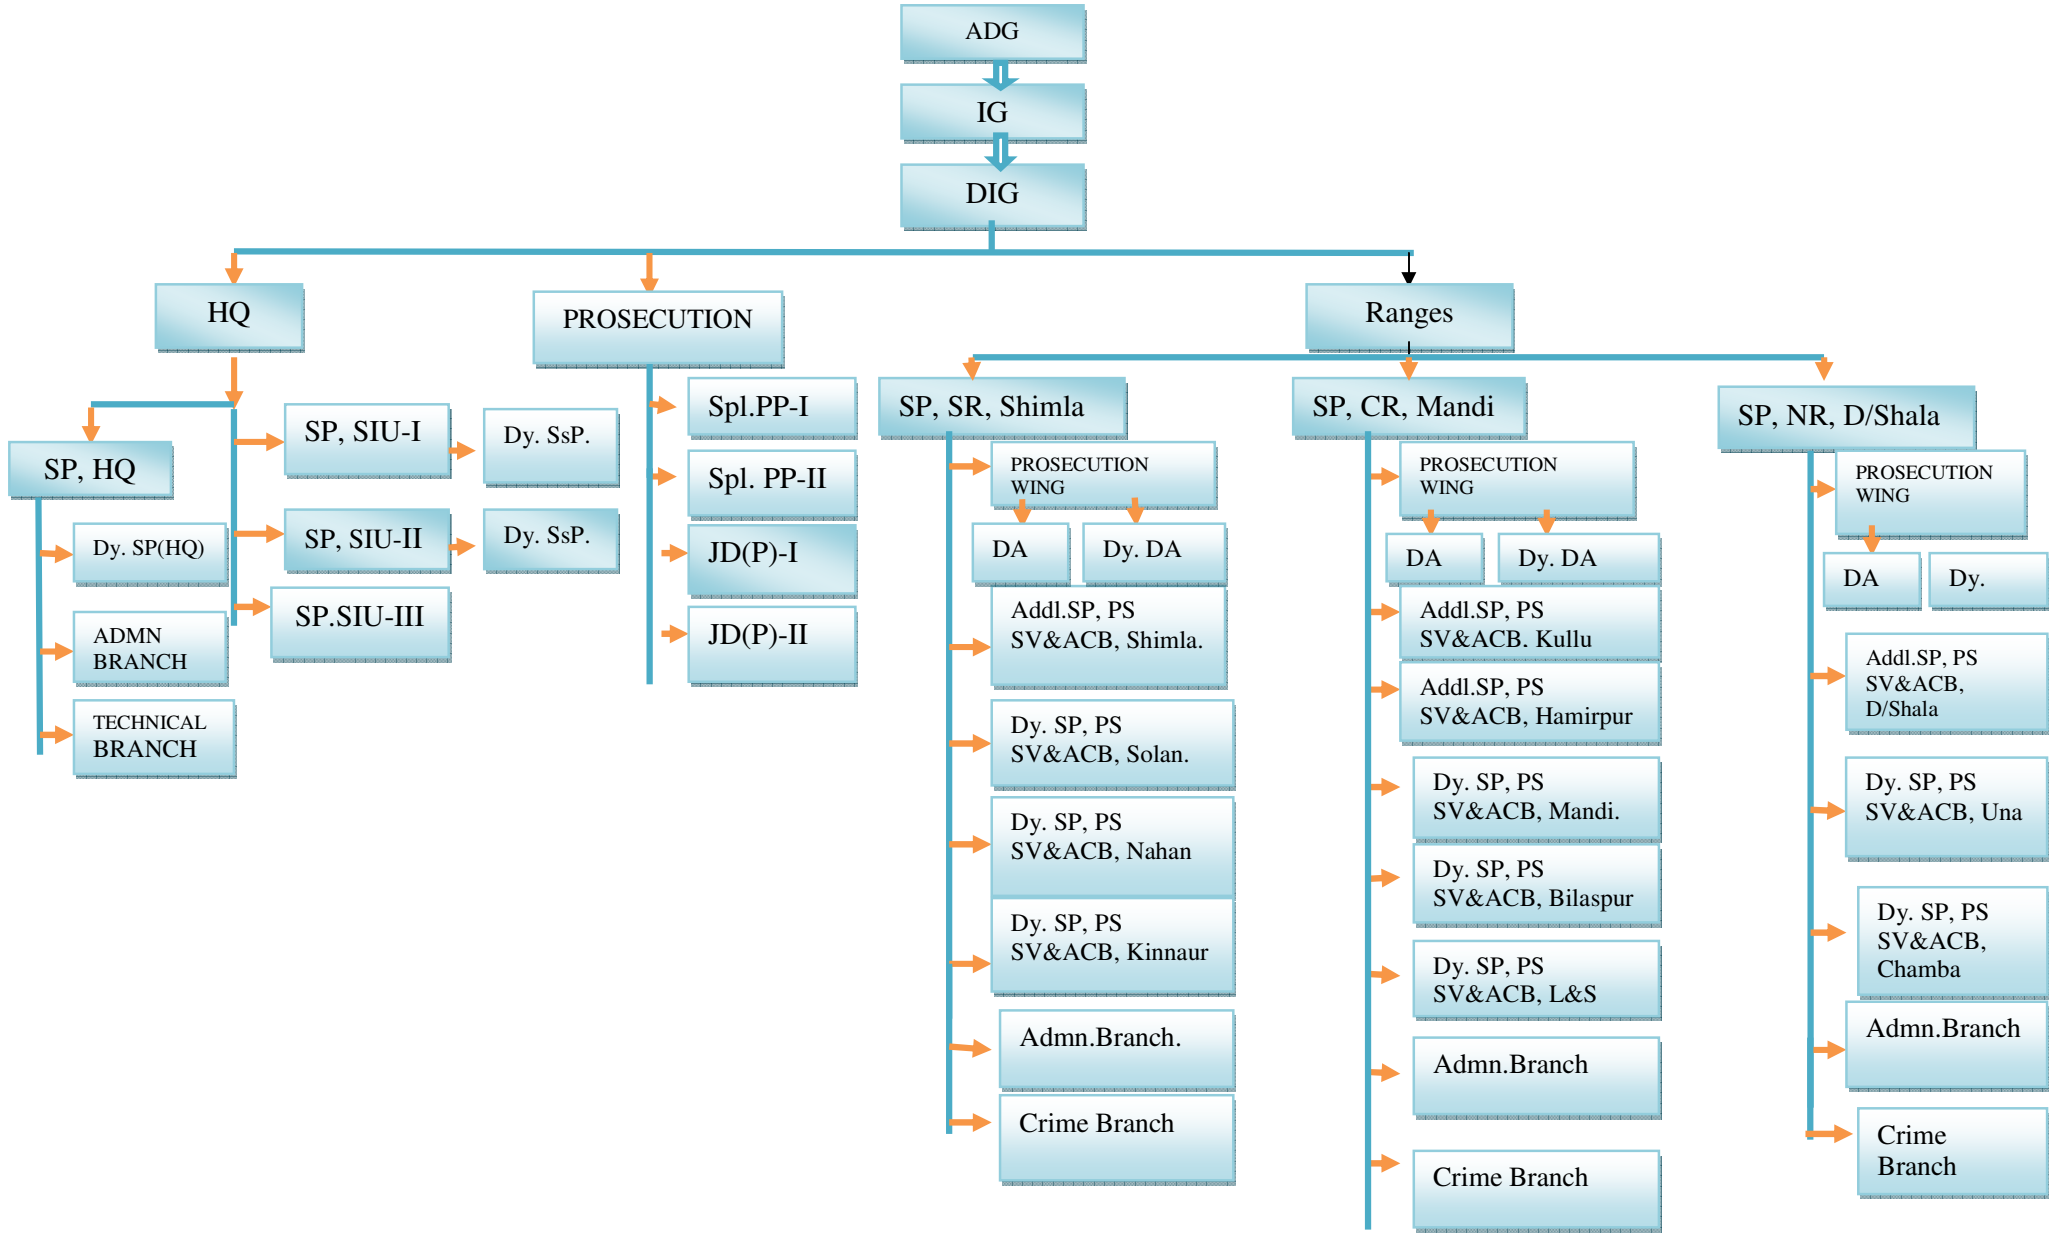 ADG
IG
DIG
HQ
PROSECUTION
Ranges
SP, HQ
Dy. SP(HQ)
ADMN
BRANCH
TECHNICAL
BRANCH
SP, SIU-I
Dy. SsP.
SP, SIU-II
Dy. SsP.
SP.SIU-III
Spl.PP-I
Spl. PP-II
JD(P)-I
JD(P)-II
SP, SR, Shimla
PROSECUTION
WING
DA
Dy. DA
Addl.SP, PS
SV&ACB, Shimla.
Dy. SP, PS
SV&ACB, Solan.
Dy. SP, PS
SV&ACB, Nahan
Dy. SP, PS
SV&ACB, Kinnaur
Admn.Branch.
Crime Branch
SP, CR, Mandi
PROSECUTION
WING
DA
Dy. DA
Addl.SP, PS
SV&ACB. Kullu
Addl.SP, PS
SV&ACB, Hamirpur
Dy. SP, PS
SV&ACB, Mandi.
Dy. SP, PS
SV&ACB, Bilaspur
Dy. SP, PS
SV&ACB, L&S
Admn.Branch
Crime Branch
SP, NR, D/Shala
PROSECUTION
WING
DA
Dy.
Addl.SP, PS
SV&ACB,
D/Shala
Dy. SP, PS
SV&ACB, Una
Dy. SP, PS
SV&ACB,
Chamba
Admn.Branch
Crime
Branch